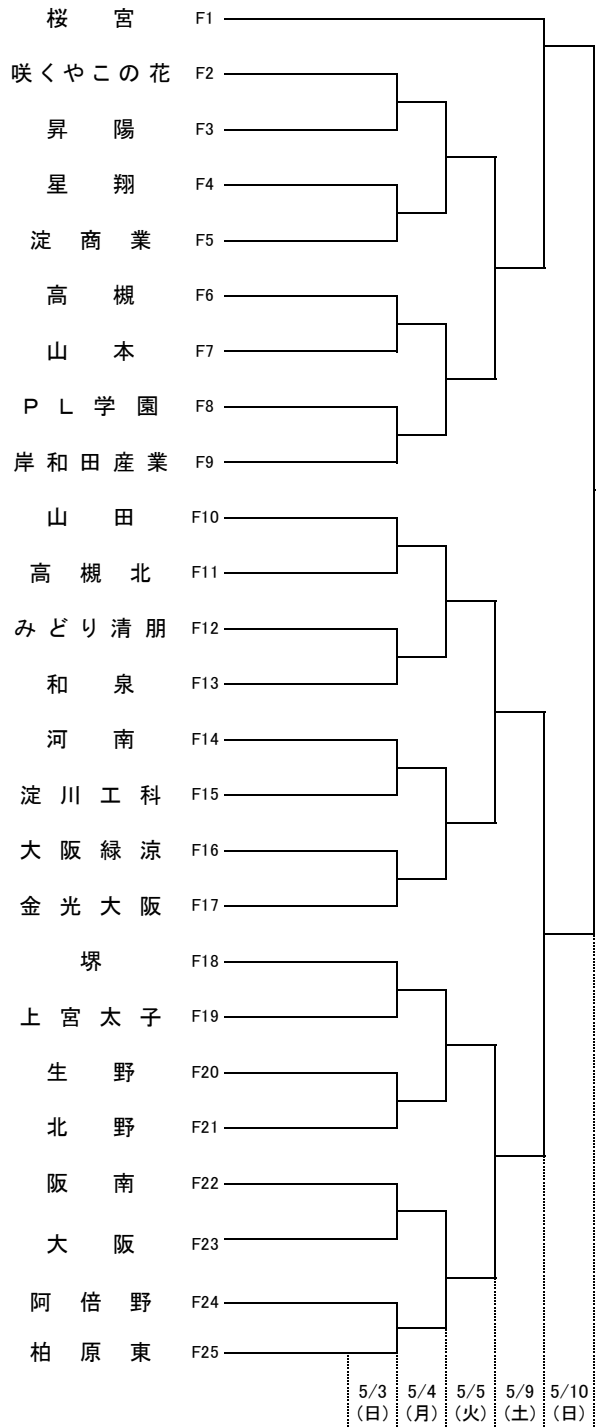 桜宮 F1
咲くやこの花 F2
昇陽 F3
星翔 F4
淀商業 F5
高槻 F6
山本 F7
PL学園 F8
岸和田産業 F9
山田 F10
高槻北 F11
みどり清朋 F12
和泉 F13
河南 F14
淀川工科 F15
大阪緑涼 F16
金光大阪 F17
堺 F18
上宮太子 F19
生野 F20
北野 F21
阪南 F22
大阪 F23
阿倍野 F24
柏原東 F25
5/3 5/4 5/5 5/9 5/10
(日) (月) (火) (土) (日)